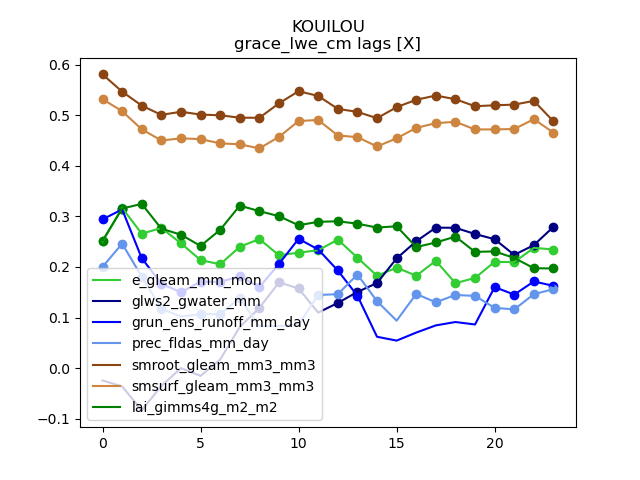 KOUILOU
grace_lwe_cm lags [X]
0.6
0.5
0.4
0.3
0.2
0.1
0.0
−0.1
e_gleam_mm_mon
glws2_gwater_mm
grun_ens_runoff_mm_day
prec_fldas_mm_day
smroot_gleam_mm3_mm3
smsurf_gleam_mm3_mm3
lai_gimms4g_m2_m2
0 5 10 15 20